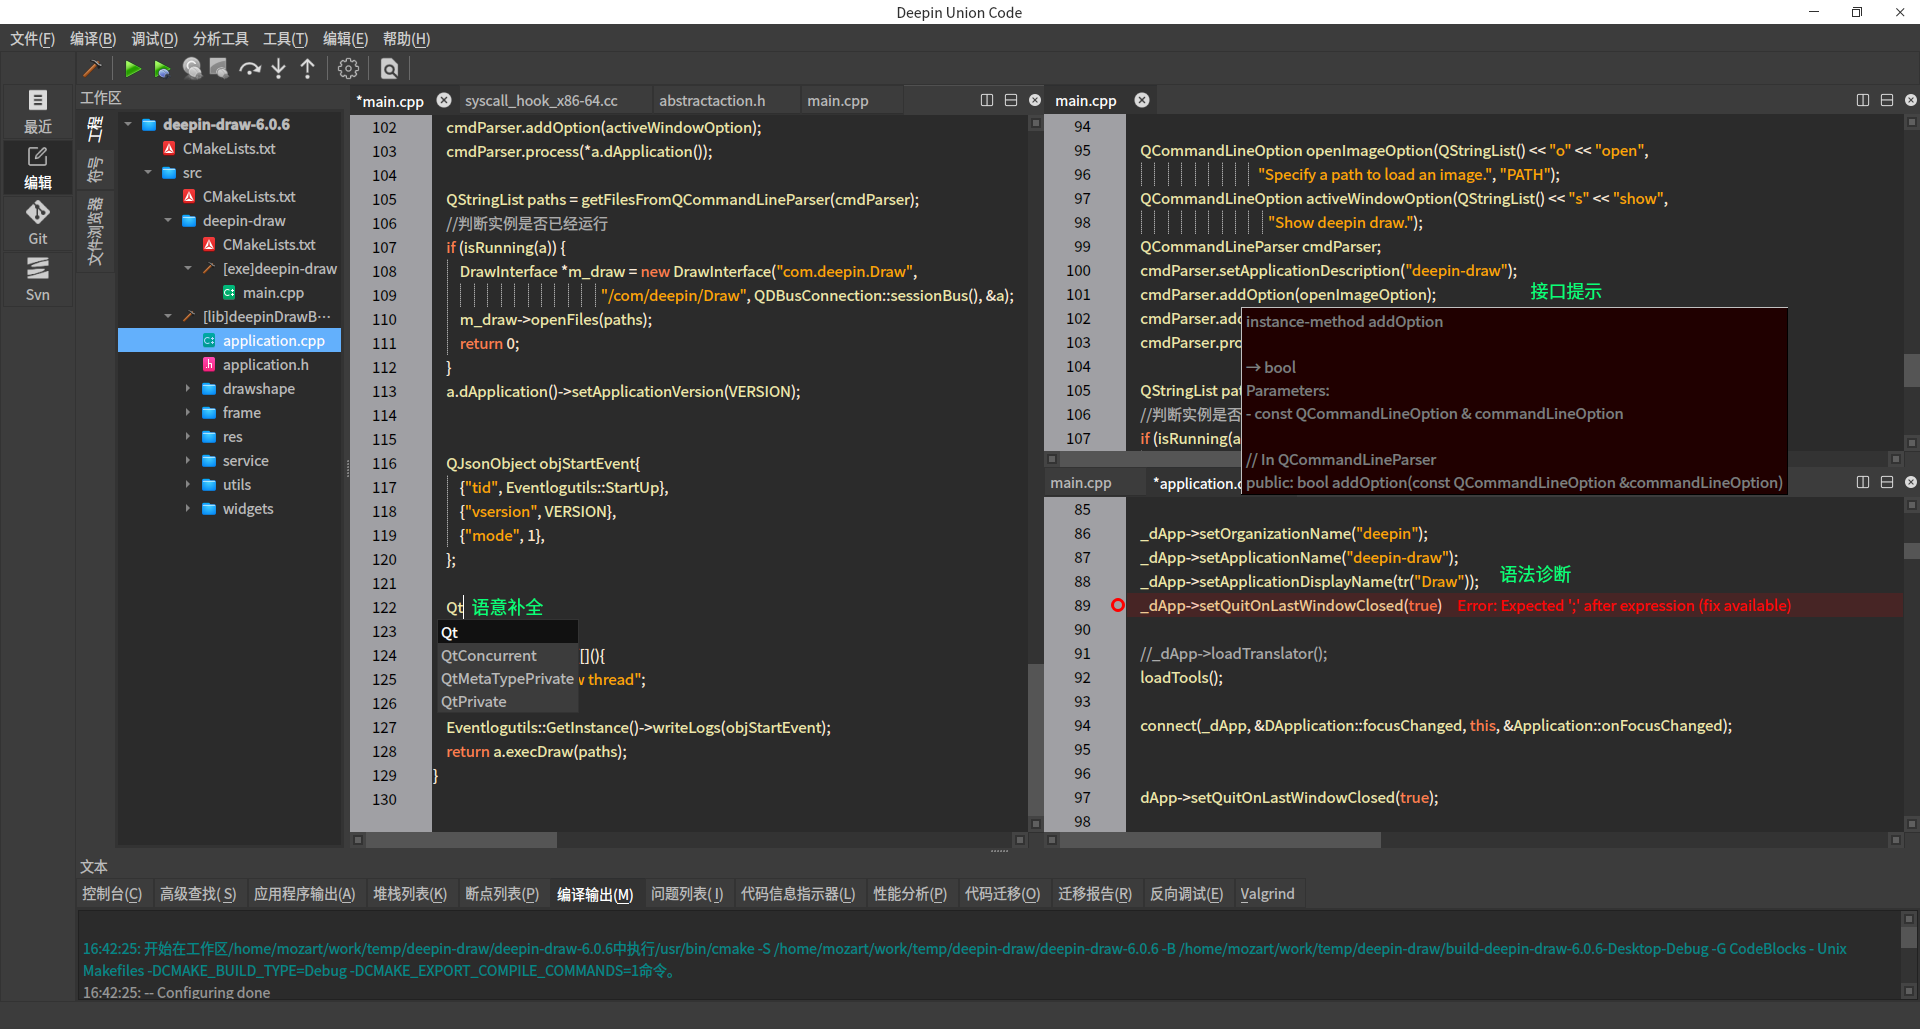 Deepin Union Code
文件(F) 编译(B) 调试(D) 分析工具 工具(T) 编辑(E) 帮助(H)
最近
编辑
Git
Svn
工作区
工程
符号
文件浏览器
deepin-draw-6.0.6
CMakeLists.txt
src
CMakeLists.txt
deepin-draw
CMakeLists.txt
[exe]deepin-draw
main.cpp
[lib]deepinDrawB···
application.cpp
application.h
drawshape
frame
res
service
utils
widgets
*main.cpp syscall_hook_x86-64.cc abstractaction.h main.cpp
102 cmdParser.addOption(activeWindowOption);
103 cmdParser.process(*a.dApplication());
104
105 QStringList paths = getFilesFromQCommandLineParser(cmdParser);
106 //判断实例是否已经运行
107 if (isRunning(a)) {
108 DrawInterface *m_draw = new DrawInterface("com.deepin.Draw",
109 "/com/deepin/Draw", QDBusConnection::sessionBus(), &a);
110 m_draw->openFiles(paths);
111 return 0;
112 }
113 a.dApplication()->setApplicationVersion(VERSION);
114
115
116 QJsonObject objStartEvent{
117 {"tid", Eventlogutils::StartUp},
118 {"vsersion", VERSION},
119 {"mode", 1},
120 };
121
122 Qt 语意补全
123 Qt
124 QtConcurrent [](){
125 QtMetaTypePrivate w thread";
126 QtPrivate
127 Eventlogutils::GetInstance()->writeLogs(objStartEvent);
128 return a.execDraw(paths);
129 }
130
main.cpp
94
95 QCommandLineOption openImageOption(QStringList() << "o" << "open",
96 "Specify a path to load an image.", "PATH");
97 QCommandLineOption activeWindowOption(QStringList() << "s" << "show",
98 "Show deepin draw.");
99 QCommandLineParser cmdParser;
100 cmdParser.setApplicationDescription("deepin-draw");
101 cmdParser.addOption(openImageOption);
接口提示
102 cmdParser.add
103 cmdParser.pro
104
105 QStringList pat
106 //判断实例是否
107 if (isRunning(a
instance-method addOption
→ bool
Parameters:
- const QCommandLineOption & commandLineOption
// In QCommandLineParser
public: bool addOption(const QCommandLineOption &commandLineOption)
main.cpp *application.c
85
86 _dApp->setOrganizationName("deepin");
87 _dApp->setApplicationName("deepin-draw");
88 _dApp->setApplicationDisplayName(tr("Draw"));
语法诊断
89 _dApp->setQuitOnLastWindowClosed(true) Error: Expected ';' after expression (fix available)
90
91 //_dApp->loadTranslator();
92 loadTools();
93
94 connect(_dApp, &DApplication::focusChanged, this, &Application::onFocusChanged);
95
96
97 dApp->setQuitOnLastWindowClosed(true);
98
文本
控制台(C) 高级查找(S) 应用程序输出(A) 堆栈列表(K) 断点列表(P) 编译输出(M) 问题列表(I) 代码信息指示器(L) 性能分析(P) 代码迁移(O) 迁移报告(R) 反向调试(E) Valgrind
16:42:25: 开始在工作区/home/mozart/work/temp/deepin-draw/deepin-draw-6.0.6中执行/usr/bin/cmake -S /home/mozart/work/temp/deepin-draw/deepin-draw-6.0.6 -B /home/mozart/work/temp/deepin-draw/build-deepin-draw-6.0.6-Desktop-Debug -G CodeBlocks - Unix
Makefiles -DCMAKE_BUILD_TYPE=Debug -DCMAKE_EXPORT_COMPILE_COMMANDS=1命令。
16:42:25: -- Configuring done